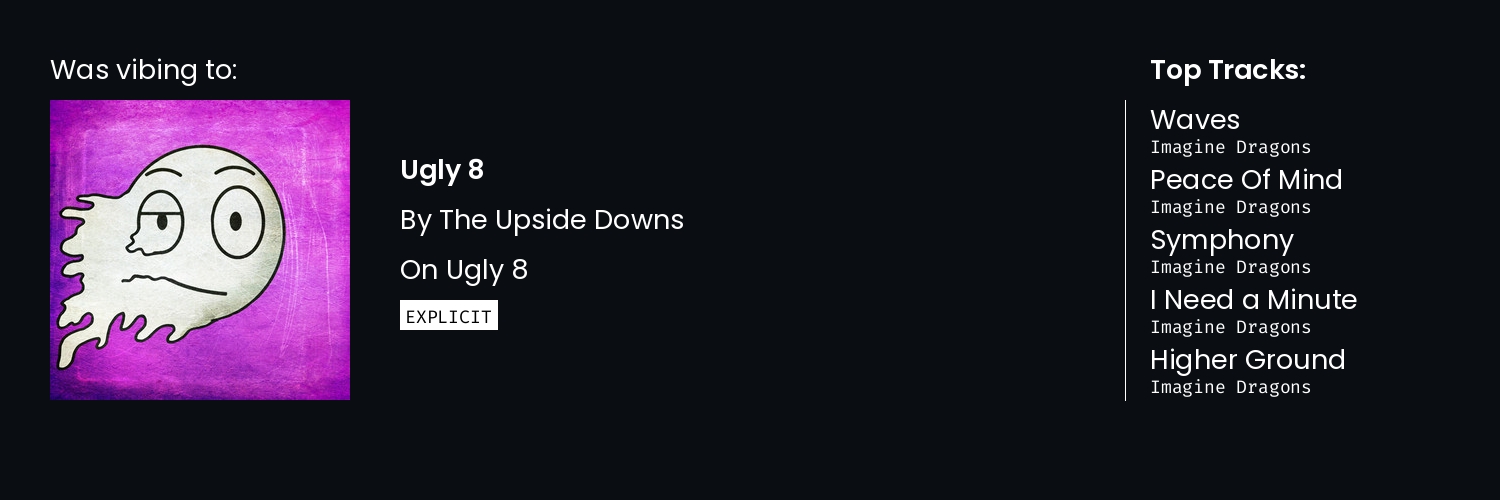 Was vibing to:
Ugly 8
By The Upside Downs
On Ugly 8
EXPLICIT
Top Tracks:
Waves
Imagine Dragons
Peace Of Mind
Imagine Dragons
Symphony
Imagine Dragons
I Need a Minute
Imagine Dragons
Higher Ground
Imagine Dragons